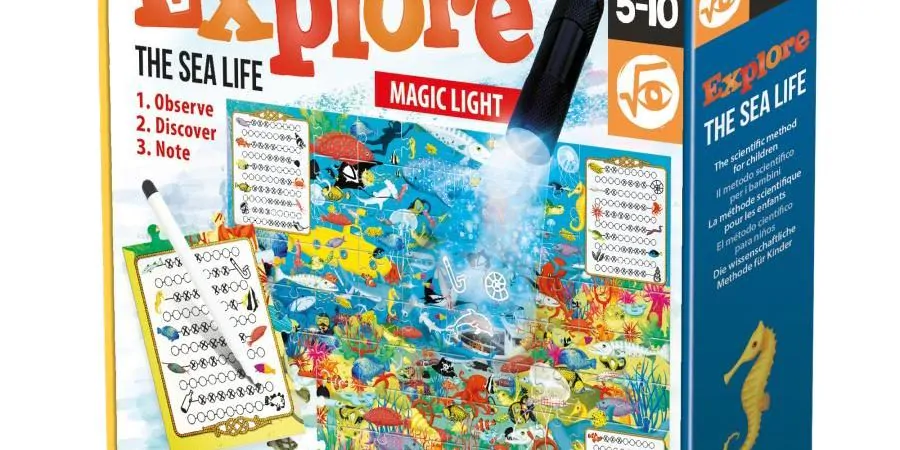 Explore
5-10
THE SEA LIFE
1. Observe
2. Discover
3. Note
MAGIC LIGHT
√5
Explore
THE SEA LIFE
The scientific method
for children
Il metodo scientifico
per i bambini
La méthode scientifique
pour les enfants
El método científico
para niños
Die wissenschaftliche
Methode für Kinder